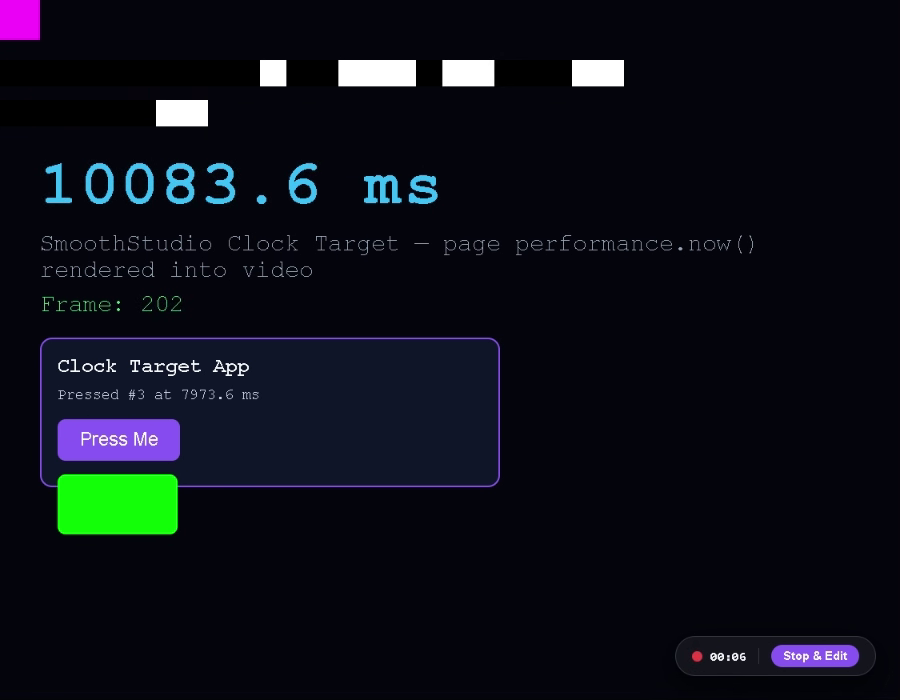 10083.6 ms
SmoothStudio Clock Target — page performance.now()
rendered into video
Frame: 202
Clock Target App
Pressed #3 at 7973.6 ms
Press Me
00:06 Stop & Edit